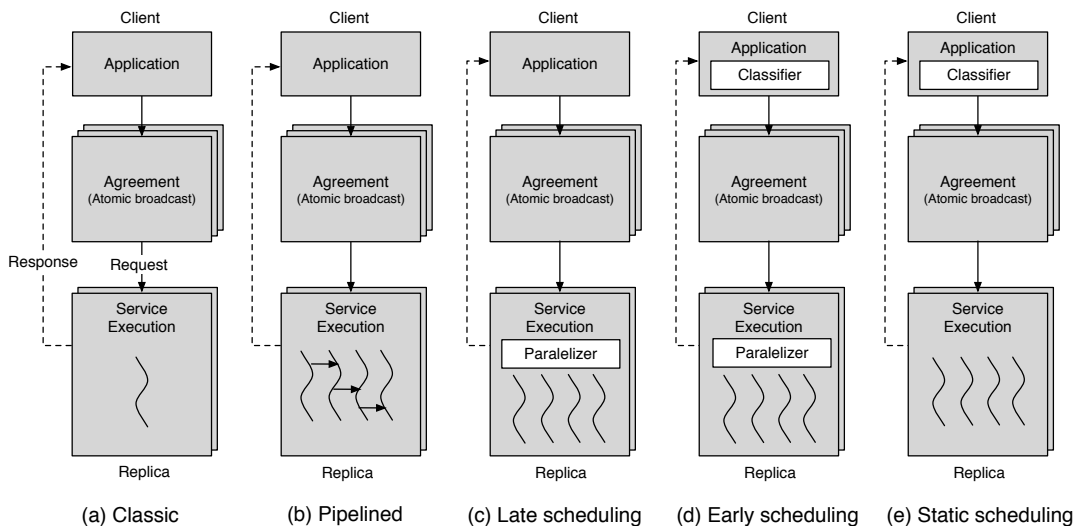 Client
Application
Agreement
(Atomic broadcast)
Response
Request
Service
Execution
Replica
(a) Classic
Client
Application
Agreement
(Atomic broadcast)
Service
Execution
Replica
(b) Pipelined
Client
Application
Agreement
(Atomic broadcast)
Service
Execution
Paralelizer
Replica
(c) Late scheduling
Client
Application
Classifier
Agreement
(Atomic broadcast)
Service
Execution
Paralelizer
Replica
(d) Early scheduling
Client
Application
Classifier
Agreement
(Atomic broadcast)
Service
Execution
Replica
(e) Static scheduling